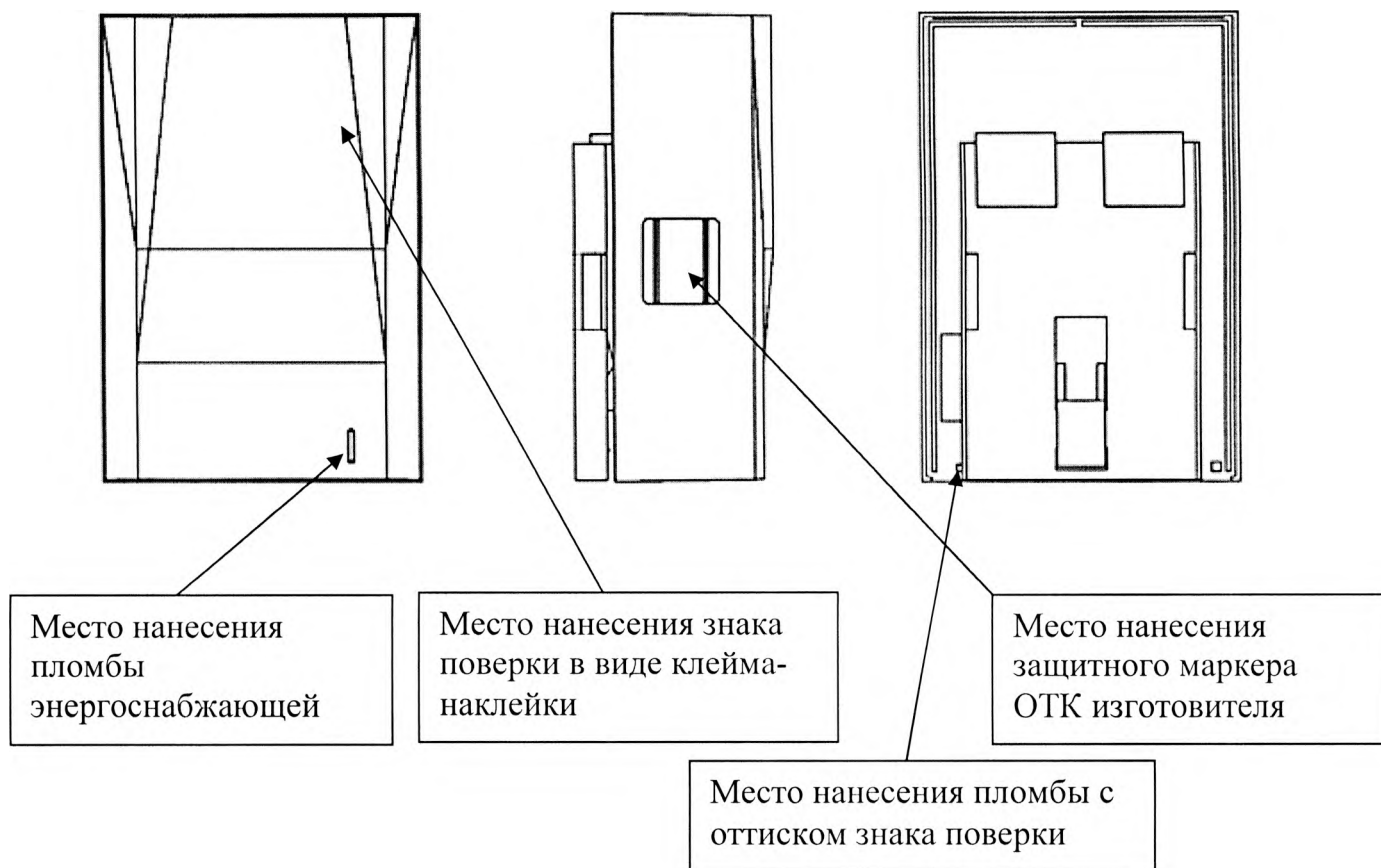 Место нанесения
пломбы
энергоснабжающей
Место нанесения знака
поверки в виде клейма-
наклейки
Место нанесения
защитного маркера
ОТК изготовителя
Место нанесения пломбы с
оттиском знака поверки